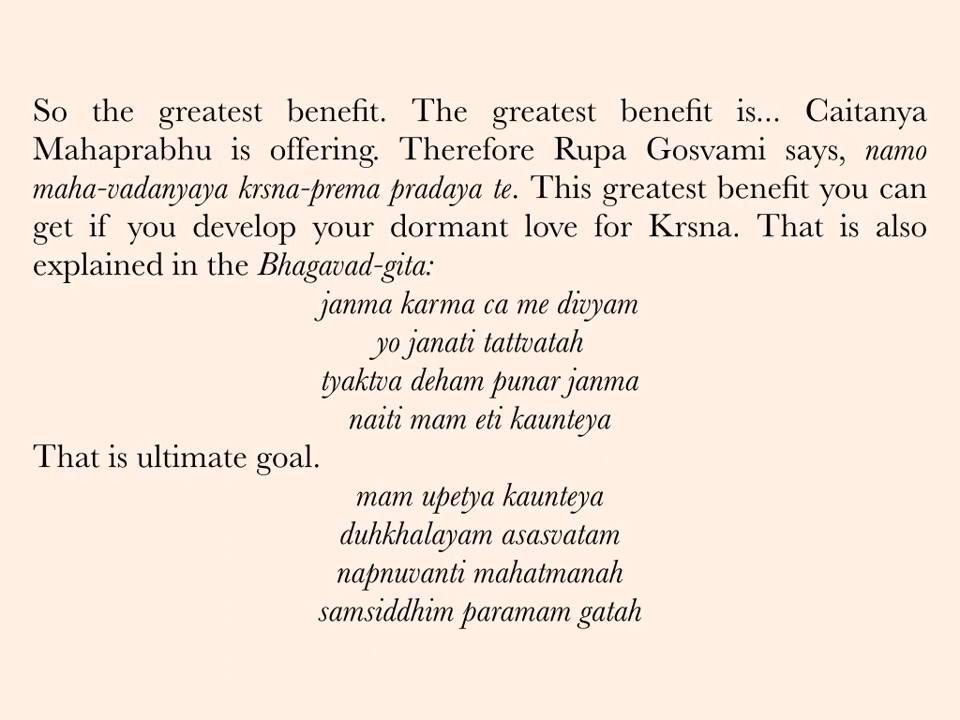 So the greatest benefit. The greatest benefit is... Caitanya
Mahaprabhu is offering. Therefore Rupa Gosvami says, namo
maha-vadanyaya krsna-prema pradaya te. This greatest benefit you can
get if you develop your dormant love for Krsna. That is also
explained in the Bhagavad-gita:
janma karma ca me divyam
yo janati tattvatah
tyaktva deham punar janma
naiti mam eti kaunteya
That is ultimate goal.
mam upetya kaunteya
duhkhalayam asasvatam
napnuvanti mahatmanah
samsiddhim paramam gatah